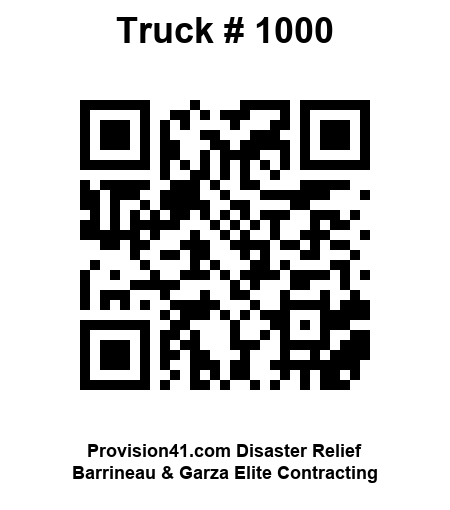 Truck # 1000
Provision41.com Disaster Relief
Barrineau & Garza Elite Contracting